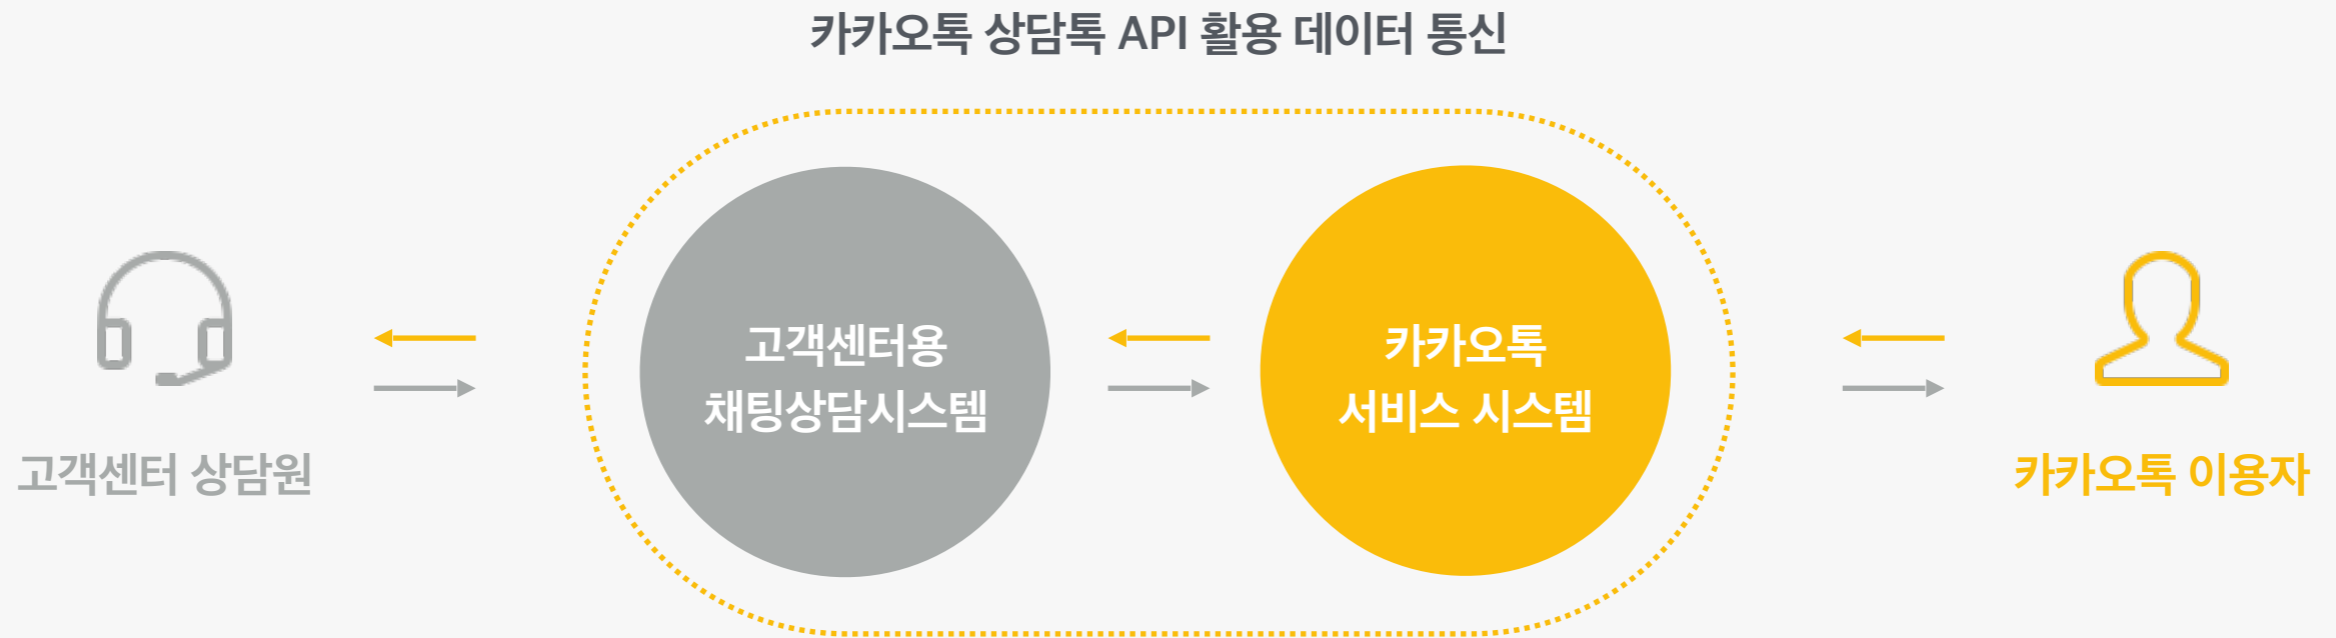 카카오톡 상담톡 API 활용 데이터 통신
고객센터용
채팅상담시스템
카카오톡
서비스 시스템
고객센터 상담원
카카오톡 이용자